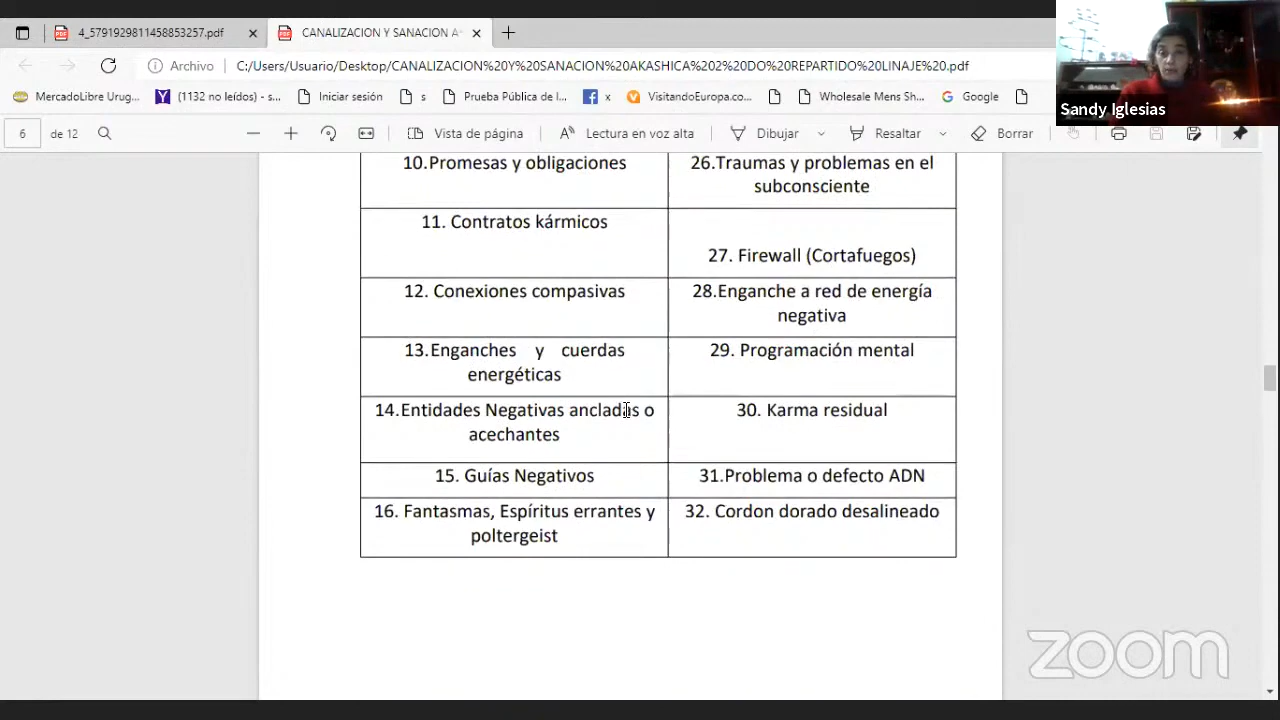 4_5791929811458853257.pdf
CANALIZACION Y SANACION A
Archivo
C:/Users/Usuario/Desktop/CANALIZACION%20Y%20SANACION%20AKASHICA%202%20DO%20REPARTIDO%20LINAJE%20.pdf
MercadoLibre Urug...
(1132 no leídos) - s...
Iniciar sesión
s
Prueba Pública de I...
x
VisitandoEuropa.co...
Wholesale Mens Sh...
Google
Sandy Iglesias
6 de 12
Vista de página
Lectura en voz alta
Dibujar
Resaltar
Borrar
10.Promesas y obligaciones
26.Traumas y problemas en el
subconsciente
11. Contratos kármicos
27. Firewall (Cortafuegos)
12. Conexiones compasivas
28.Enganche a red de energía
negativa
13.Enganches y cuerdas
energéticas
29. Programación mental
14.Entidades Negativas ancladas o
acechantes
30. Karma residual
15. Guías Negativos
31.Problema o defecto ADN
16. Fantasmas, Espíritus errantes y
poltergeist
32. Cordon dorado desalineado
zoom